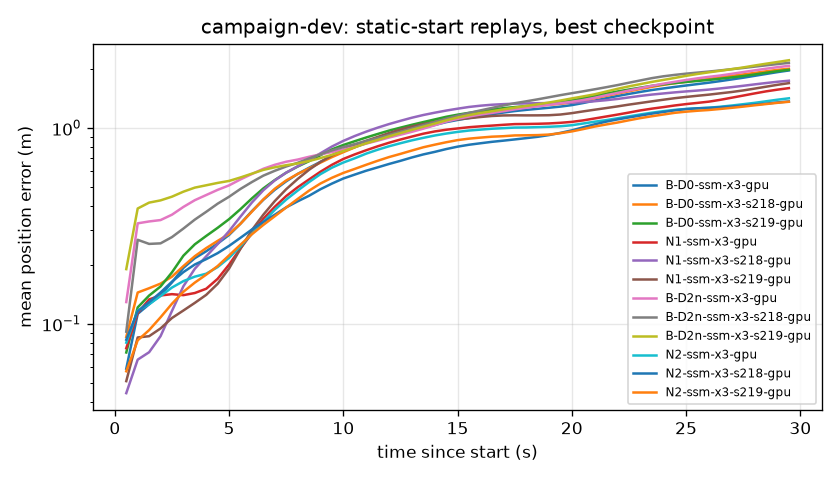 campaign-dev: static-start replays, best checkpoint
mean position error (m)
10⁰
10⁻¹
B-D0-ssm-x3-gpu
B-D0-ssm-x3-s218-gpu
B-D0-ssm-x3-s219-gpu
N1-ssm-x3-gpu
N1-ssm-x3-s218-gpu
N1-ssm-x3-s219-gpu
B-D2n-ssm-x3-gpu
B-D2n-ssm-x3-s218-gpu
B-D2n-ssm-x3-s219-gpu
N2-ssm-x3-gpu
N2-ssm-x3-s218-gpu
N2-ssm-x3-s219-gpu
0 5 10 15 20 25 30
time since start (s)